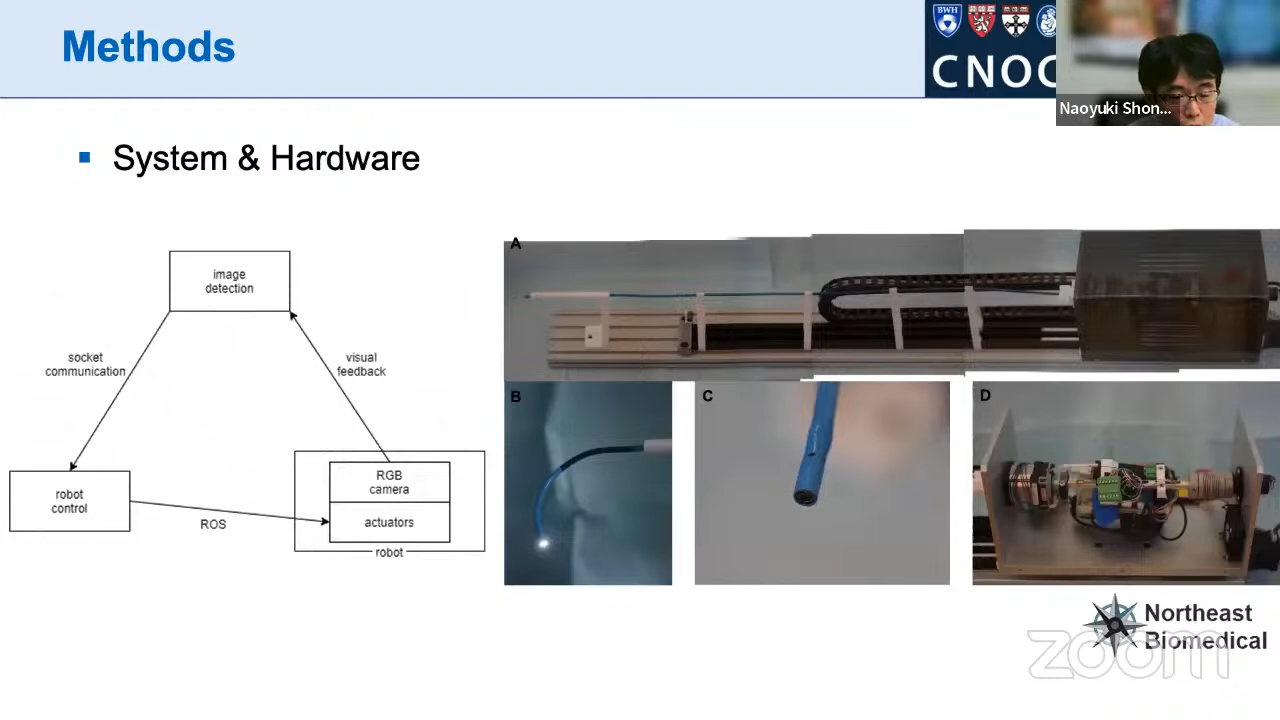 Methods
BWH
CNOC
Naoyuki Shon...
System & Hardware
image
detection
socket
communication
visual
feedback
robot
control
ROS
RGB
camera
actuators
robot
A
B
C
D
Northeast
Biomedical
zoom